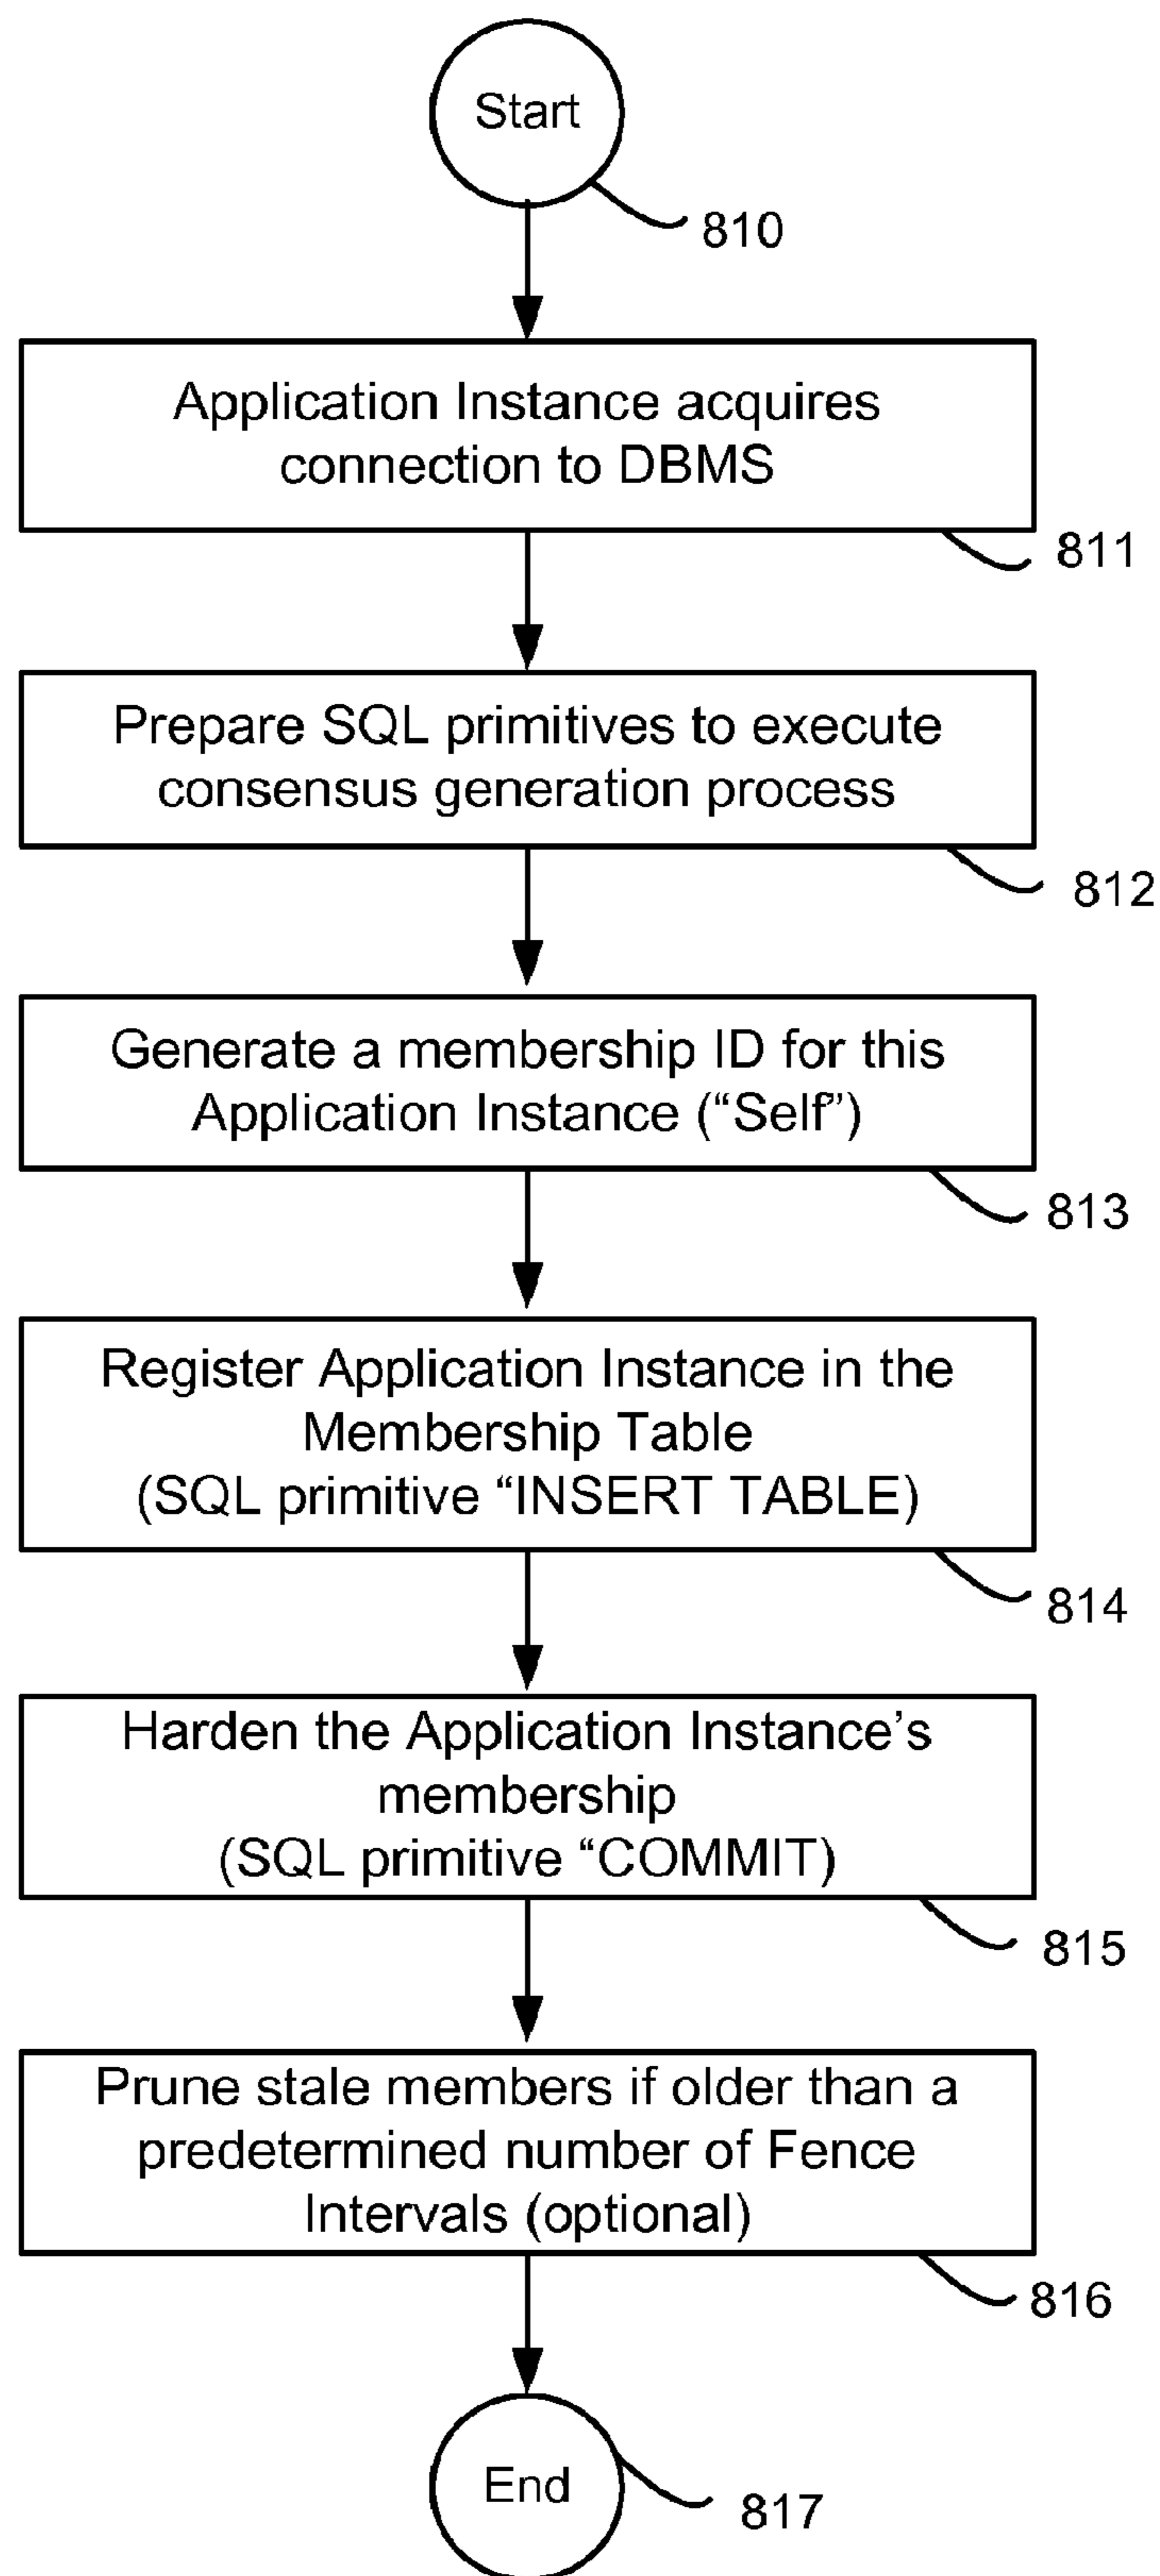 Start
810
Application Instance acquires
connection to DBMS
811
Prepare SQL primitives to execute
consensus generation process
812
Generate a membership ID for this
Application Instance (“Self”)
813
Register Application Instance in the
Membership Table
(SQL primitive “INSERT TABLE)
814
Harden the Application Instance’s
membership
(SQL primitive “COMMIT)
815
Prune stale members if older than a
predetermined number of Fence
Intervals (optional)
816
End
817